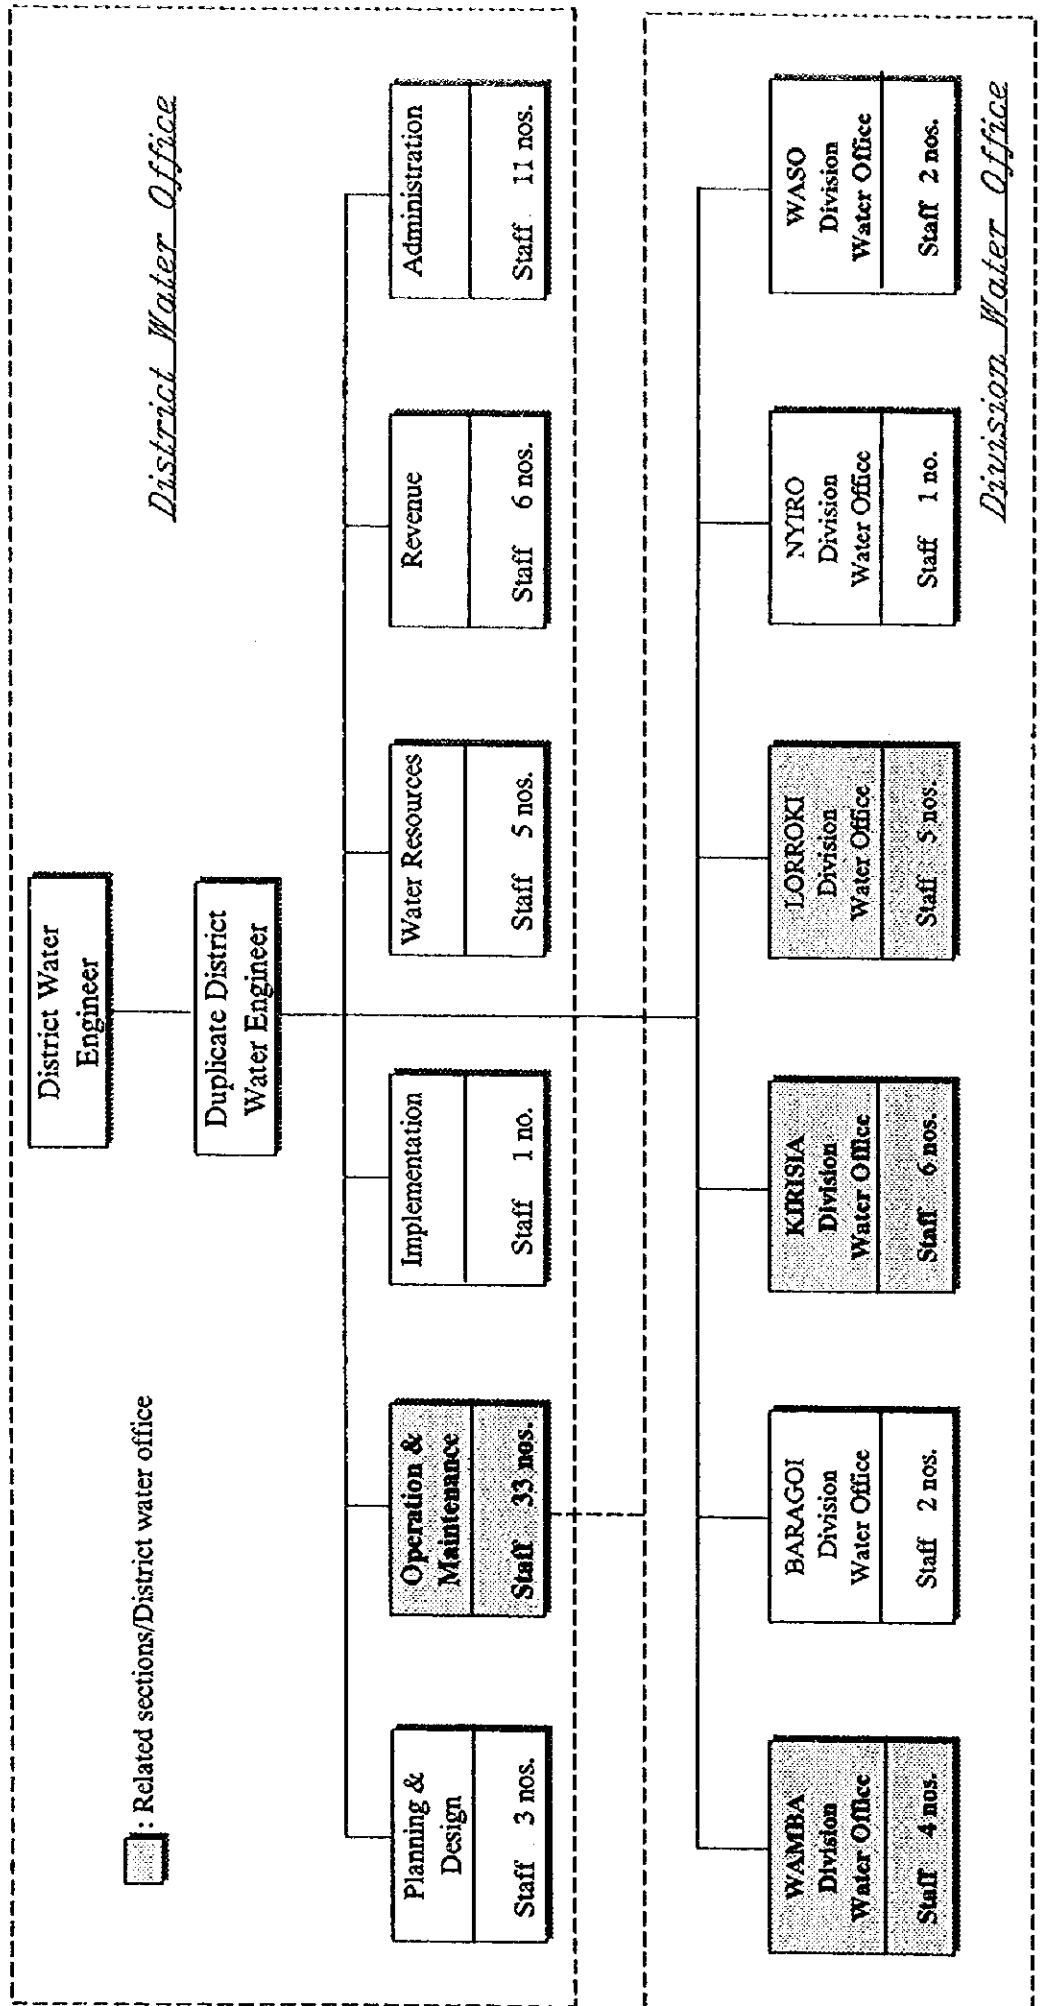 District Water
Engineer
Duplicate District
Water Engineer
: Related sections/District water office
District Water Office
Planning &
Design
Staff 3 nos.
Operation &
Maintenance
Staff 33 nos.
Implementation
Staff 1 no.
Water Resources
Staff 5 nos.
Revenue
Staff 6 nos.
Administration
Staff 11 nos.
WAMBA
Division
Water Office
Staff 4 nos.
BARAGOI
Division
Water Office
Staff 2 nos.
KIRISIA
Division
Water Office
Staff 6 nos.
LORROKI
Division
Water Office
Staff 5 nos.
NYIRO
Division
Water Office
Staff 1 no.
WASO
Division
Water Office
Staff 2 nos.
Division Water Office